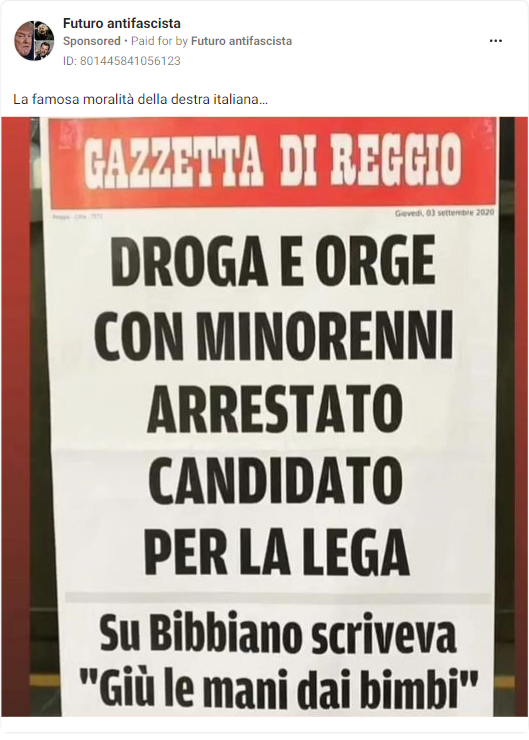 Futuro antifascista
Sponsored • Paid for by Futuro antifascista
ID: 801445841056123
La famosa moralità della destra italiana...
GAZZETTA DI REGGIO
Giovedì, 03 settembre 2020
DROGA E ORGE
CON MINORENNI
ARRESTATO
CANDIDATO
PER LA LEGA
Su Bibbiano scriveva
"Giù le mani dai bimbi"